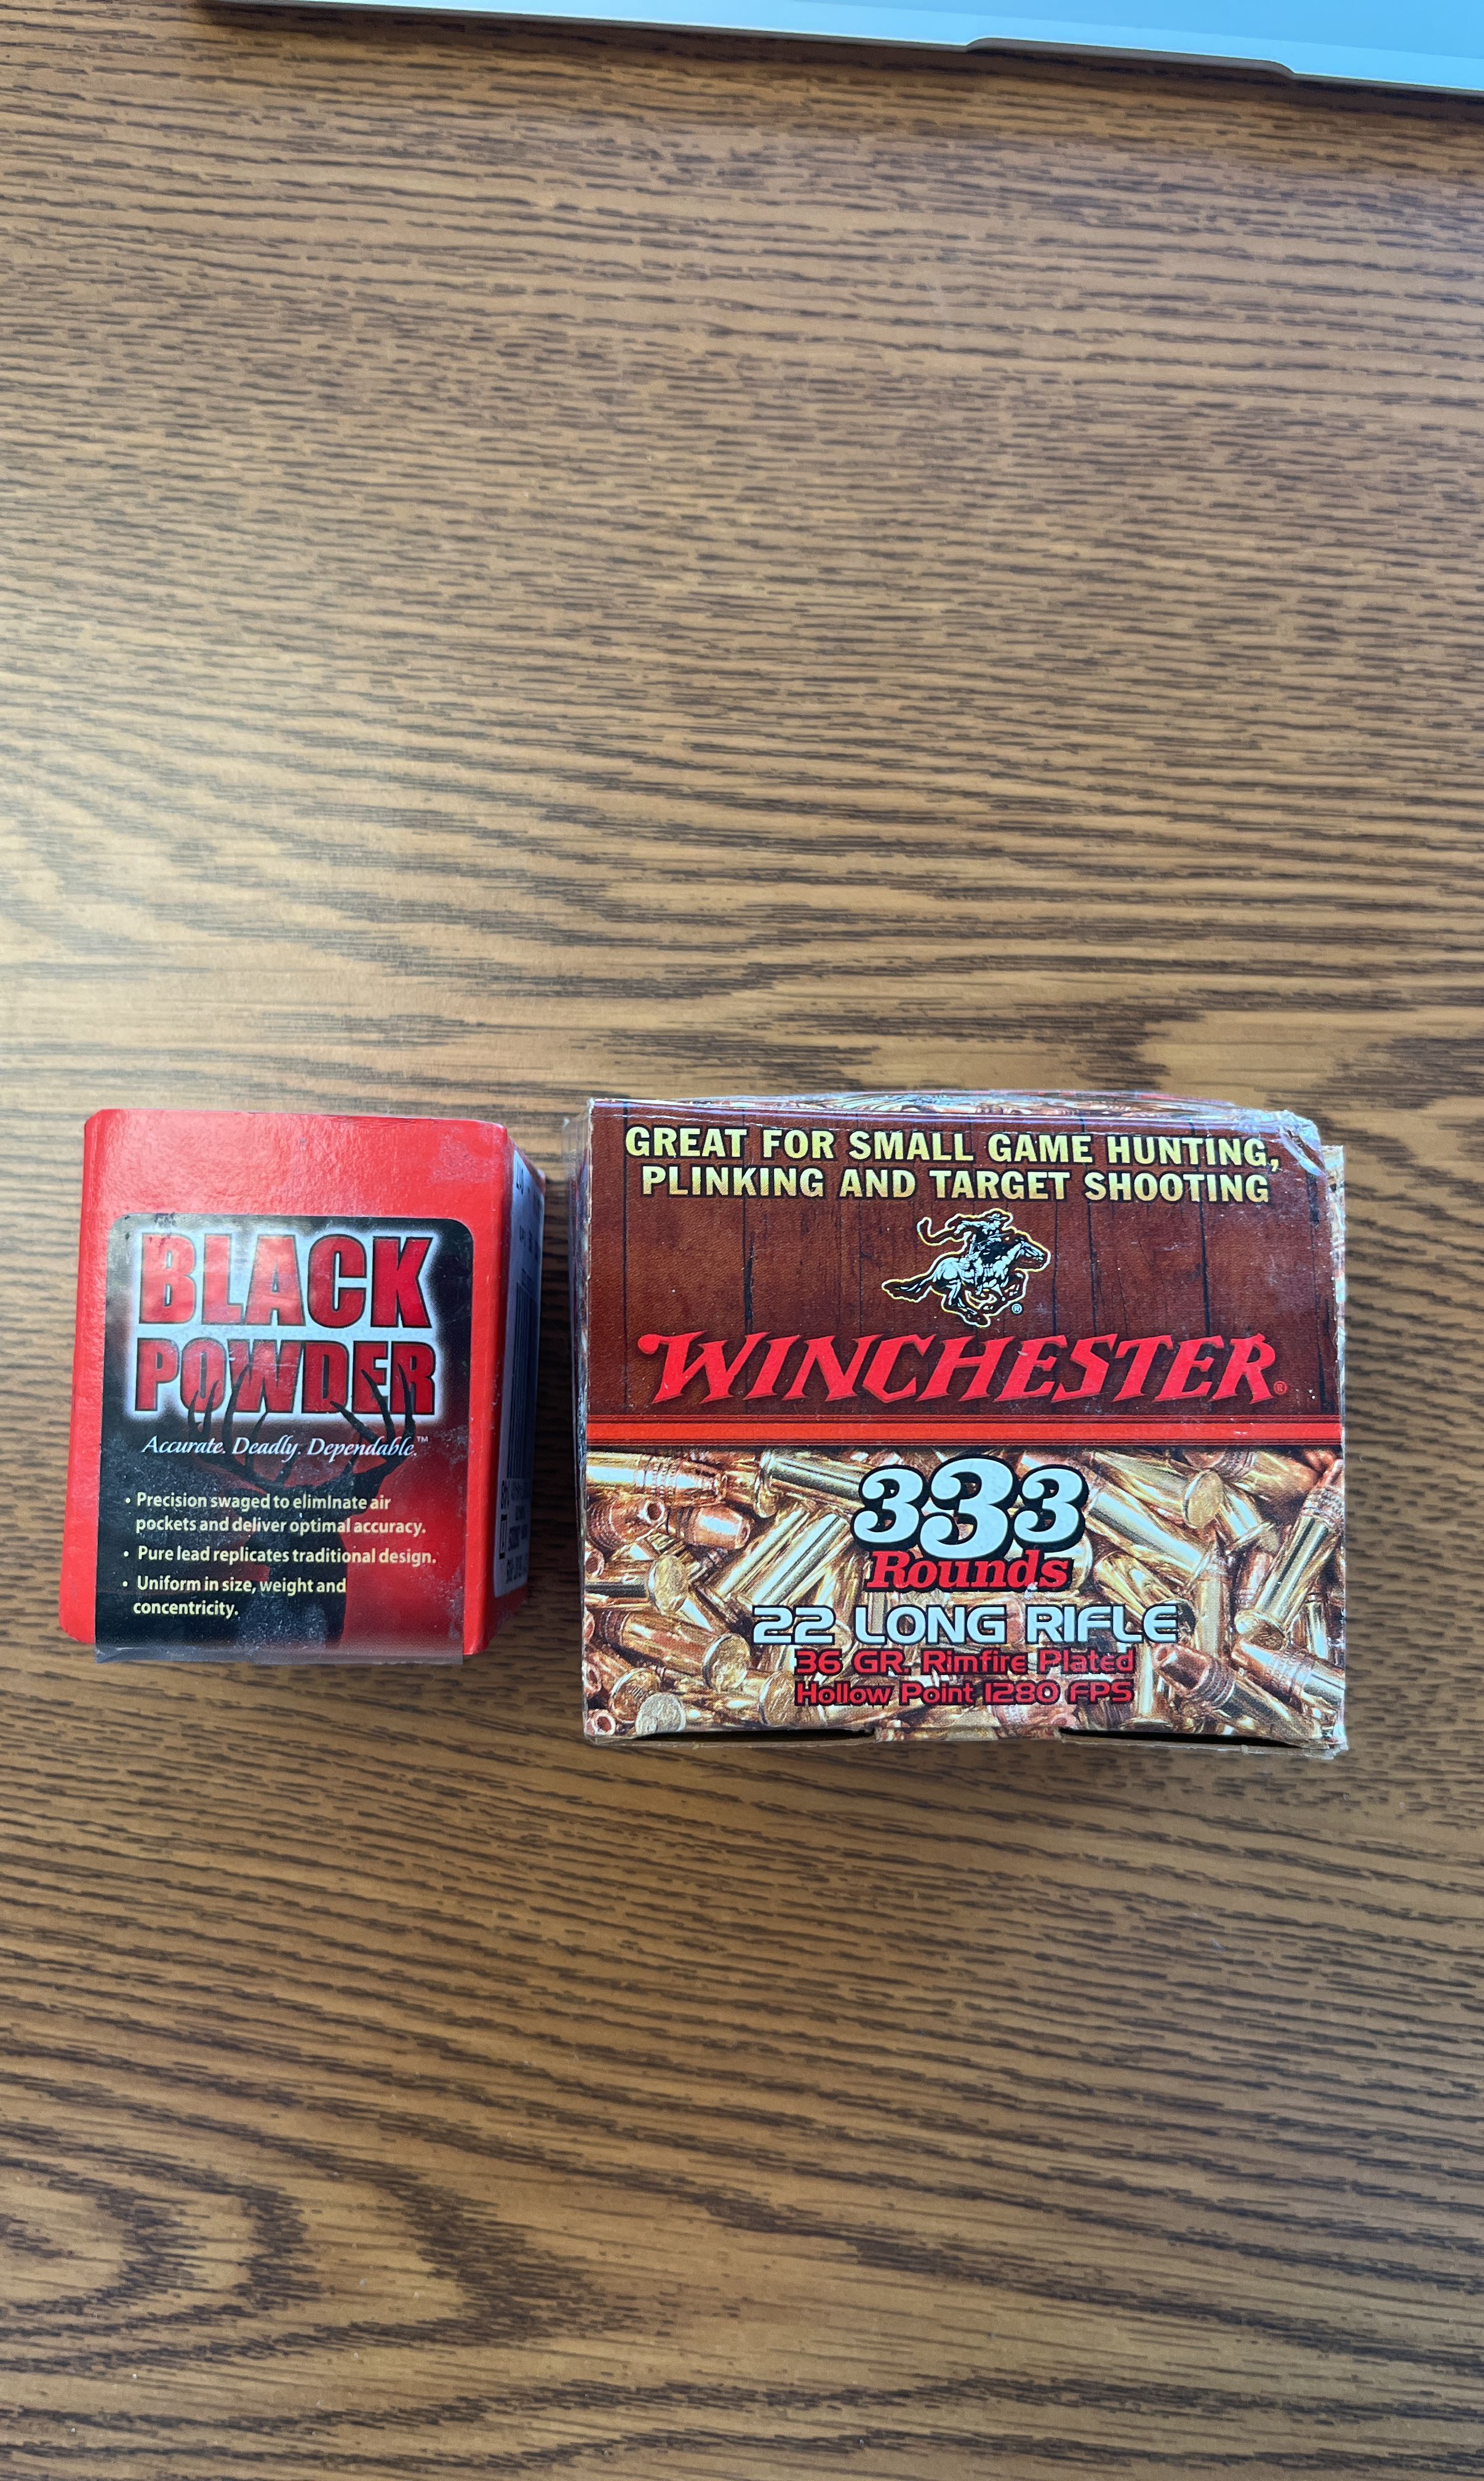 BLACK
POWDER
Accurate. Deadly. Dependable.™
• Precision swaged to eliminate air
pockets and deliver optimal accuracy.
• Pure lead replicates traditional design.
• Uniform in size, weight and
concentricity.
GREAT FOR SMALL GAME HUNTING,
PLINKING AND TARGET SHOOTING
®
WINCHESTER®
333
Rounds
22 LONG RIFLE
36 GR. Rimfire Plated
Hollow Point 1280 FPS